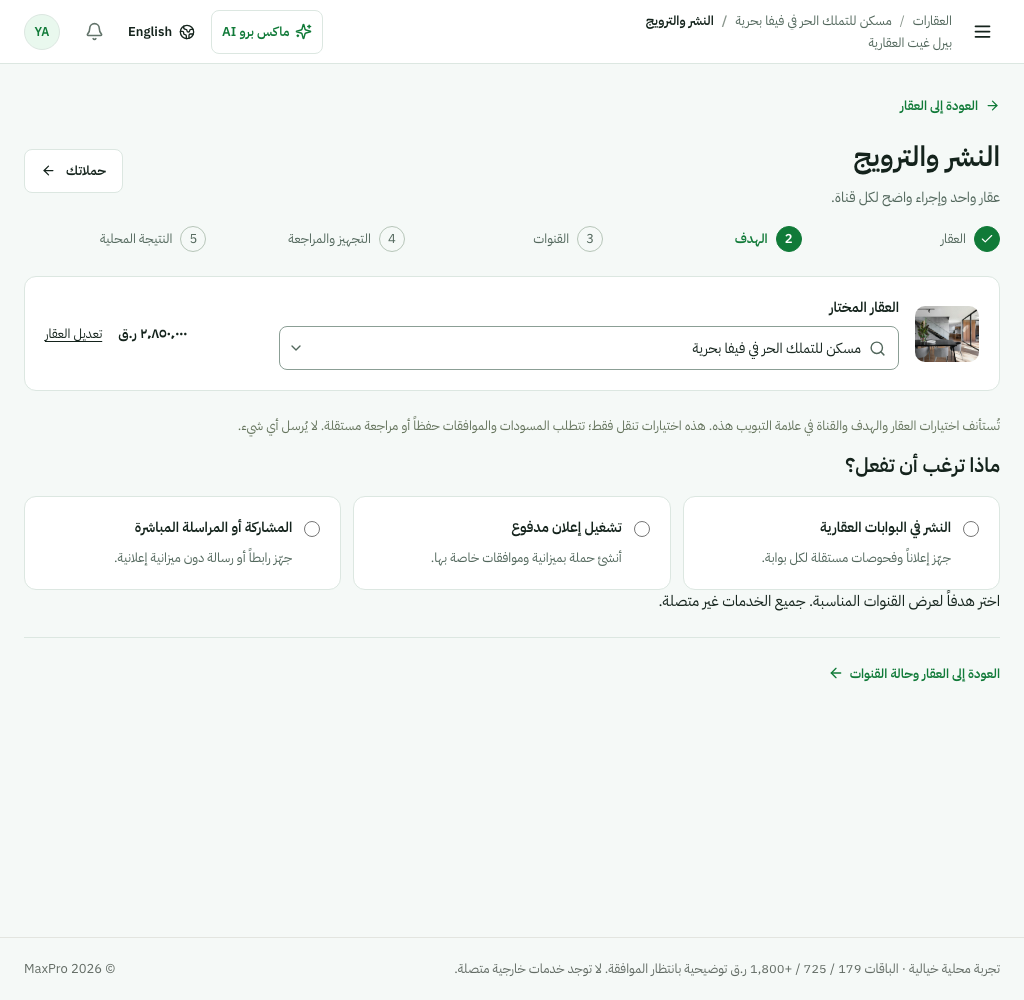 العقارات / مسكن للتملك الحر في فيفا بحرية / النشر والترويج
بيرل غيت العقارية
ماكس برو AI
English
YA
العودة إلى العقار
النشر والترويج
عقار واحد وإجراء واضح لكل قناة.
حملاتك
العقار
2 الهدف
3 القنوات
4 التجهيز والمراجعة
5 النتيجة المحلية
العقار المختار
مسكن للتملك الحر في فيفا بحرية
٢٬٨٥٠٬٠٠٠ ر.ق
تعديل العقار
تُستأنف اختيارات العقار والهدف والقناة في علامة التبويب هذه. هذه اختيارات تنقل فقط؛ تتطلب المسودات والموافقات حفظاً أو مراجعة مستقلة. لا يُرسل أي شيء.
ماذا ترغب أن تفعل؟
النشر في البوابات العقارية
جهّز إعلاناً وفحوصات مستقلة لكل بوابة.
تشغيل إعلان مدفوع
أنشئ حملة بميزانية وموافقات خاصة بها.
المشاركة أو المراسلة المباشرة
جهّز رابطاً أو رسالة دون ميزانية إعلانية.
اختر هدفاً لعرض القنوات المناسبة. جميع الخدمات غير متصلة.
العودة إلى العقار وحالة القنوات
تجربة محلية خيالية · الباقات 179 / 725 / +1,800 ر.ق توضيحية بانتظار الموافقة. لا توجد خدمات خارجية متصلة.
© 2026 MaxPro